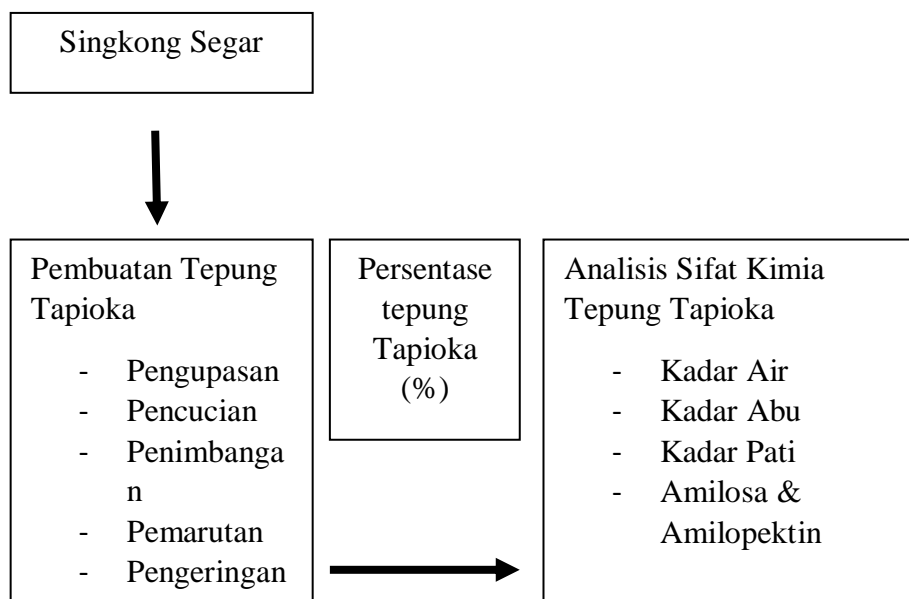 Singkong Segar
Pembuatan Tepung
Tapioka
- Pengupasan
- Pencucian
- Penimbanga
n
- Pemarutan
- Pengeringan
Persentase
tepung
Tapioka
(%)
Analisis Sifat Kimia
Tepung Tapioka
- Kadar Air
- Kadar Abu
- Kadar Pati
- Amilosa &
Amilopektin